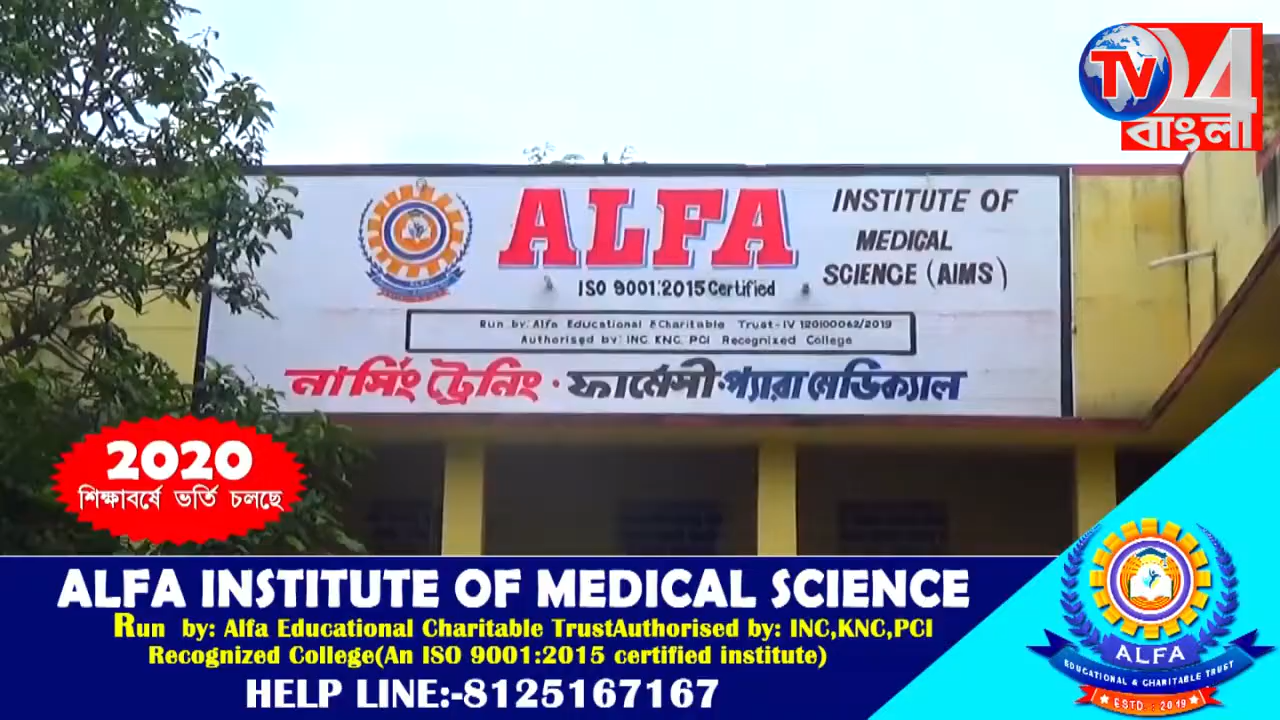 TV 24
বাংলা
ALFA
INSTITUTE OF
MEDICAL
SCIENCE (AIMS)
ISO 9001:2015 Certified
Run by: Alfa Educational & Charitable Trust-IV 120100062/2019
Authorised by: INC, KNC, PCI Recognized College
নার্সিং ট্রেনিং · ফার্মেসী · প্যারামেডিক্যাল
2020
শিক্ষাবর্ষে ভর্তি চলছে
ALFA INSTITUTE OF MEDICAL SCIENCE
Run by: Alfa Educational Charitable TrustAuthorised by: INC,KNC,PCI
Recognized College(An ISO 9001:2015 certified institute)
HELP LINE:-8125167167
ALFA
EDUCATIONAL & CHARITABLE TRUST
ESTD : 2019